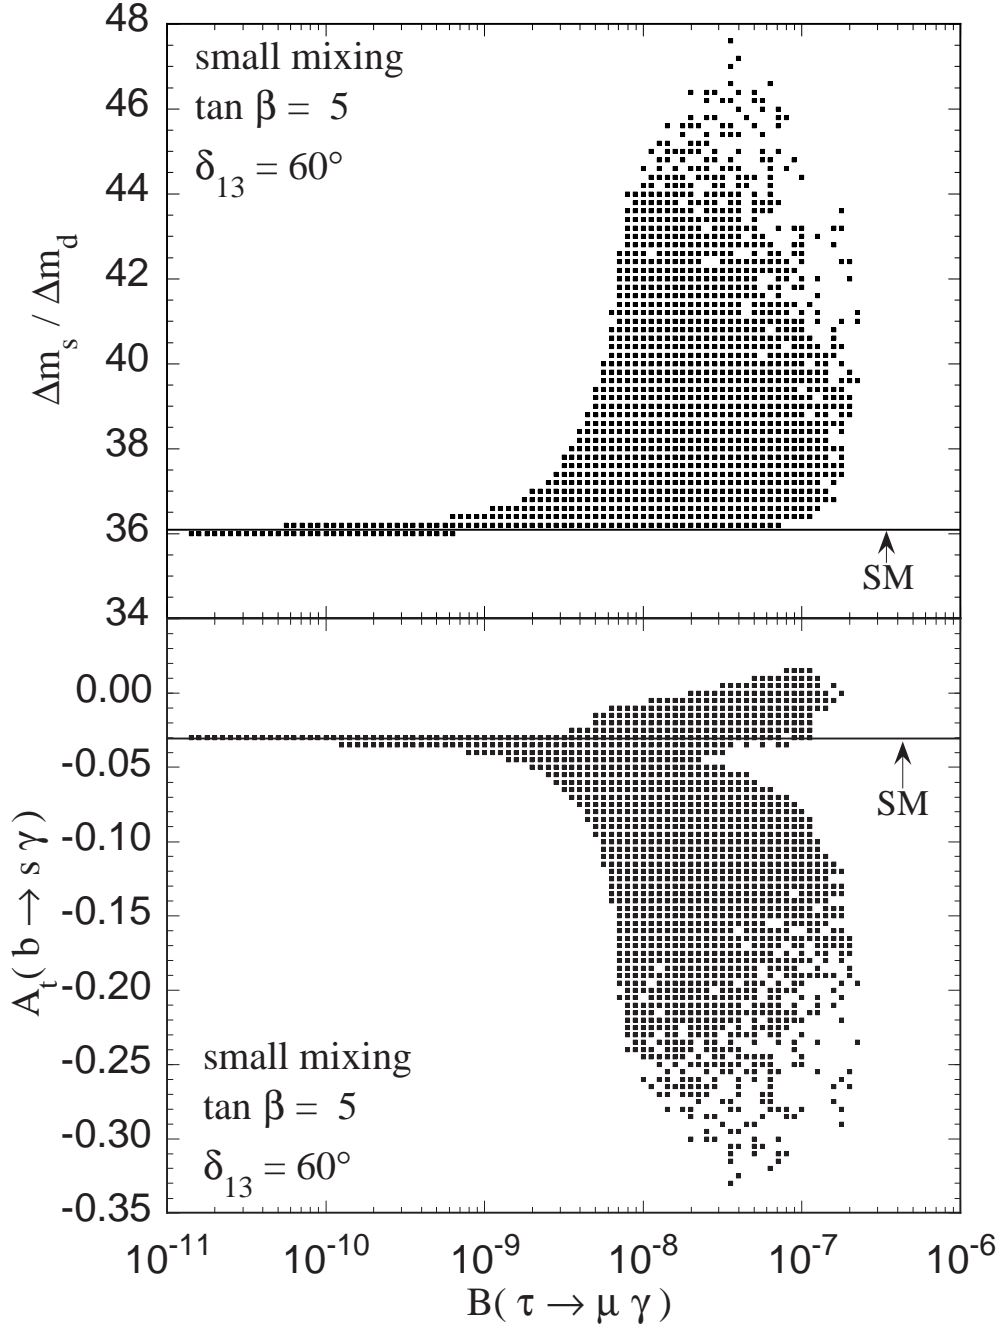 48
small mixing
46
tan β = 5
δ13 = 60°
44
Δms / Δmd
42
40
38
36
SM
34
0.00
-0.05
SM
-0.10
At( b → s γ )
-0.15
-0.20
-0.25
small mixing
tan β = 5
-0.30
δ13 = 60°
-0.35
10-11 10-10 10-9 10-8 10-7 10-6
B( τ → μ γ )